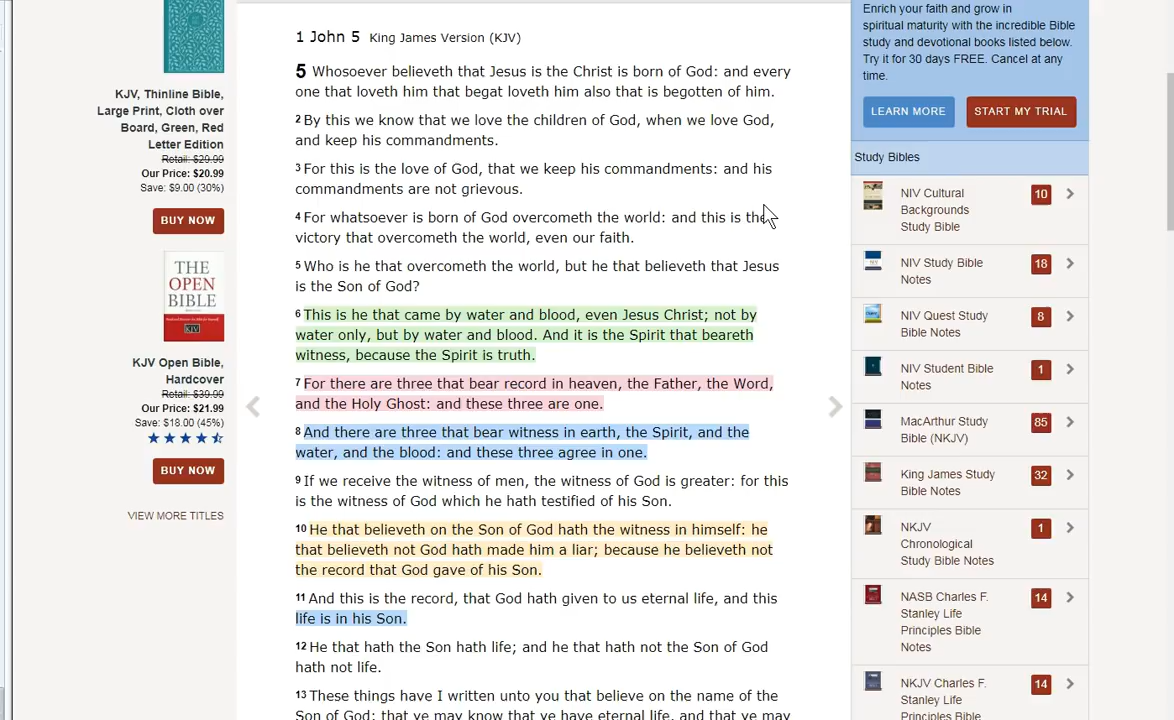 KJV, Thinline Bible,
Large Print, Cloth over
Board, Green, Red
Letter Edition
Retail: $29.99
Our Price: $20.99
Save: $9.00 (30%)
BUY NOW
THE
OPEN
BIBLE
KJV Open Bible,
Hardcover
Retail: $39.99
Our Price: $21.99
Save: $18.00 (45%)
BUY NOW
VIEW MORE TITLES
1 John 5 King James Version (KJV)
5 Whosoever believeth that Jesus is the Christ is born of God: and every
one that loveth him that begat loveth him also that is begotten of him.
2 By this we know that we love the children of God, when we love God,
and keep his commandments.
3 For this is the love of God, that we keep his commandments: and his
commandments are not grievous.
4 For whatsoever is born of God overcometh the world: and this is the
victory that overcometh the world, even our faith.
5 Who is he that overcometh the world, but he that believeth that Jesus
is the Son of God?
6 This is he that came by water and blood, even Jesus Christ; not by
water only, but by water and blood. And it is the Spirit that beareth
witness, because the Spirit is truth.
7 For there are three that bear record in heaven, the Father, the Word,
and the Holy Ghost: and these three are one.
8 And there are three that bear witness in earth, the Spirit, and the
water, and the blood: and these three agree in one.
9 If we receive the witness of men, the witness of God is greater: for this
is the witness of God which he hath testified of his Son.
10 He that believeth on the Son of God hath the witness in himself: he
that believeth not God hath made him a liar; because he believeth not
the record that God gave of his Son.
11 And this is the record, that God hath given to us eternal life, and this
life is in his Son.
12 He that hath the Son hath life; and he that hath not the Son of God
hath not life.
13 These things have I written unto you that believe on the name of the
Son of God; that ye may know that ye have eternal life, and that ye may
Enrich your faith and grow in
spiritual maturity with the incredible Bible
study and devotional books listed below.
Try it for 30 days FREE. Cancel at any
time.
LEARN MORE START MY TRIAL
Study Bibles
NIV Cultural
Backgrounds
Study Bible
10
NIV Study Bible
Notes
18
NIV Quest Study
Bible Notes
8
NIV Student Bible
Notes
1
MacArthur Study
Bible (NKJV)
85
King James Study
Bible Notes
32
NKJV
Chronological
Study Bible Notes
1
NASB Charles F.
Stanley Life
Principles Bible
Notes
14
NKJV Charles F.
Stanley Life
Principles Bible
14